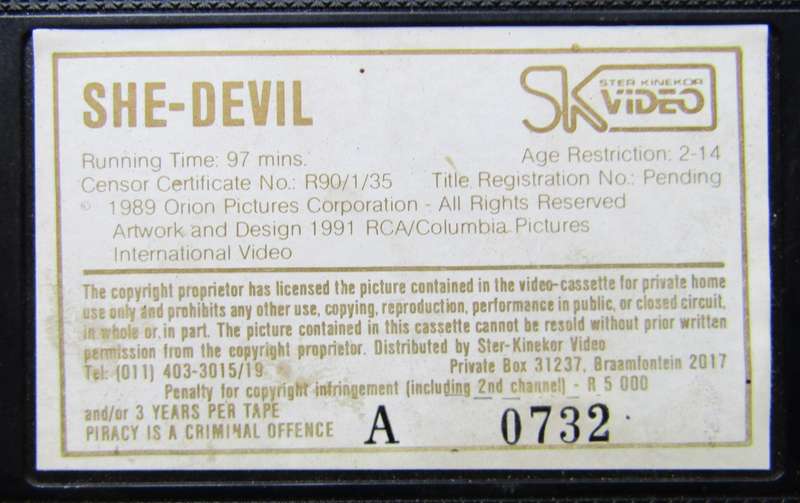 SHE-DEVIL
SK STER KINEKOR VIDEO
Running Time: 97 mins. Age Restriction: 2-14
Censor Certificate No.: R90/1/35 Title Registration No.: Pending
© 1989 Orion Pictures Corporation - All Rights Reserved
Artwork and Design 1991 RCA/Columbia Pictures
International Video
The copyright proprietor has licensed the picture contained in the video-cassette for private home
use only and prohibits any other use, copying, reproduction, performance in public, or closed circuit,
in whole or in part. The picture contained in this cassette cannot be resold without prior written
permission from the copyright proprietor. Distributed by Ster-Kinekor Video
Tel: (011) 403-3015/19 Private Box 31237, Braamfontein 2017
Penalty for copyright infringement (including 2nd channel) - R 5 000
and/or 3 YEARS PER TAPE
PIRACY IS A CRIMINAL OFFENCE A 0732